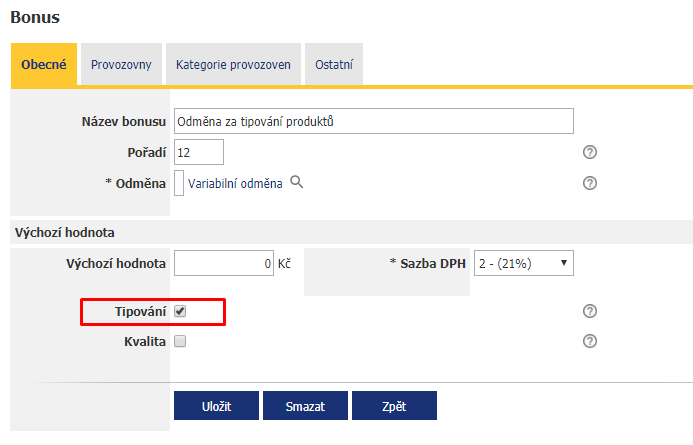 Bonus
Obecné Provozovny Kategorie provozoven Ostatní
Název bonusu Odměna za tipování produktů
Pořadí 12 ?
* Odměna Variabilní odměna ?
Výchozí hodnota
Výchozí hodnota 0 Kč * Sazba DPH 2 - (21%)
Tipování ?
Kvalita ?
Uložit Smazat Zpět